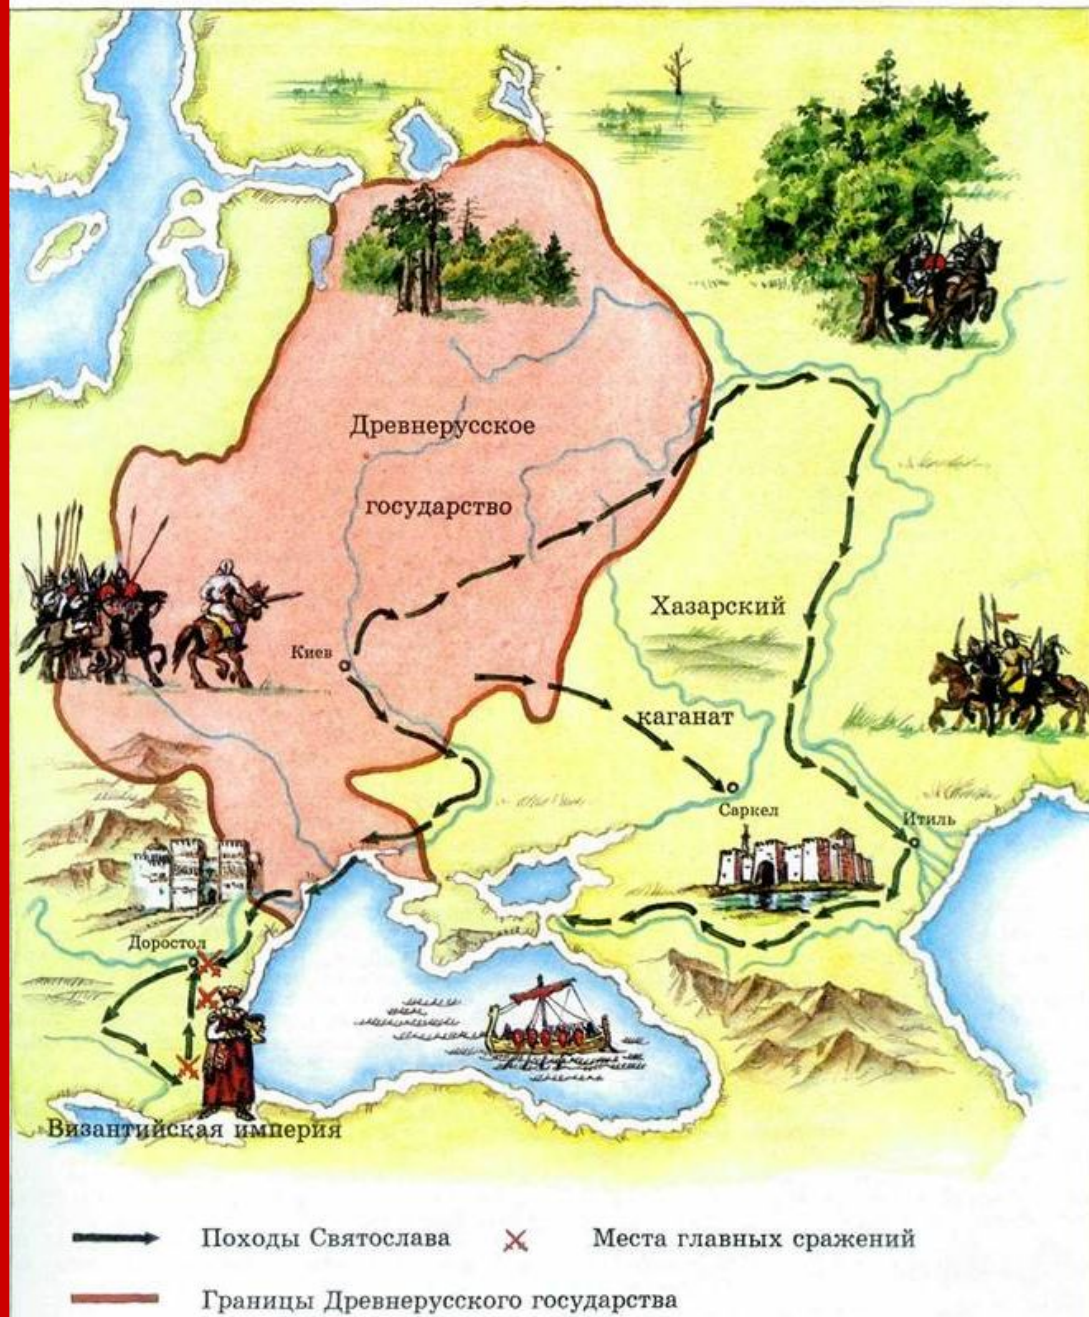 Древнерусское
государство
Хазарский
Киев
каганат
Саркел
Итиль
Доростол
Византийская империя
Походы Святослава
Места главных сражений
Границы Древнерусского государства